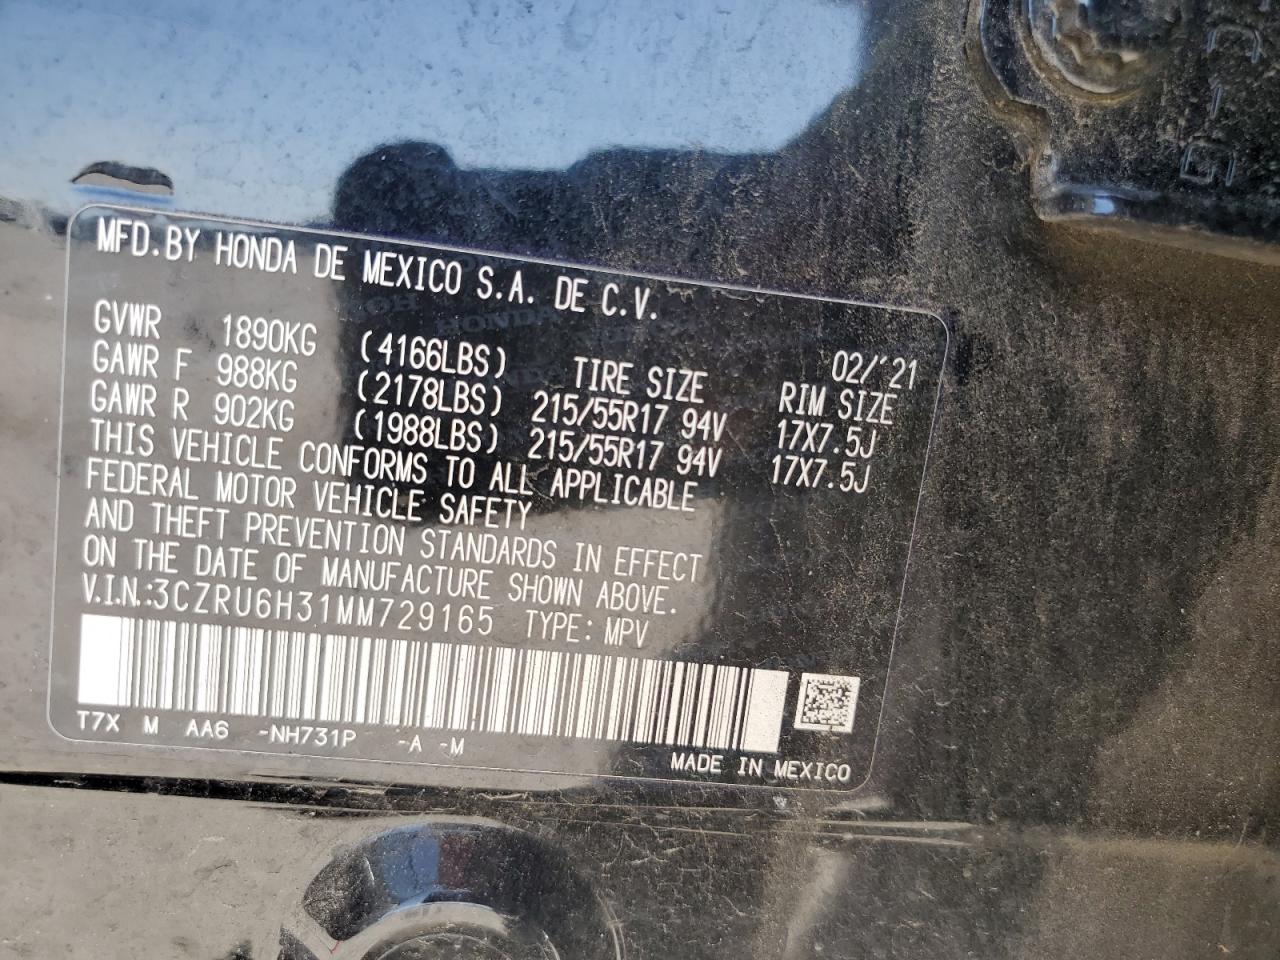 MFD.BY HONDA DE MEXICO S.A. DE C.V.
02/'21
GVWR 1890KG (4166LBS) TIRE SIZE RIM SIZE
GAWR F 988KG (2178LBS) 215/55R17 94V 17X7.5J
GAWR R 902KG (1988LBS) 215/55R17 94V 17X7.5J
THIS VEHICLE CONFORMS TO ALL APPLICABLE
FEDERAL MOTOR VEHICLE SAFETY
AND THEFT PREVENTION STANDARDS IN EFFECT
ON THE DATE OF MANUFACTURE SHOWN ABOVE.
V.I.N.:3CZRU6H31MM729165 TYPE: MPV
T7X M AA6 -NH731P -A -M
MADE IN MEXICO